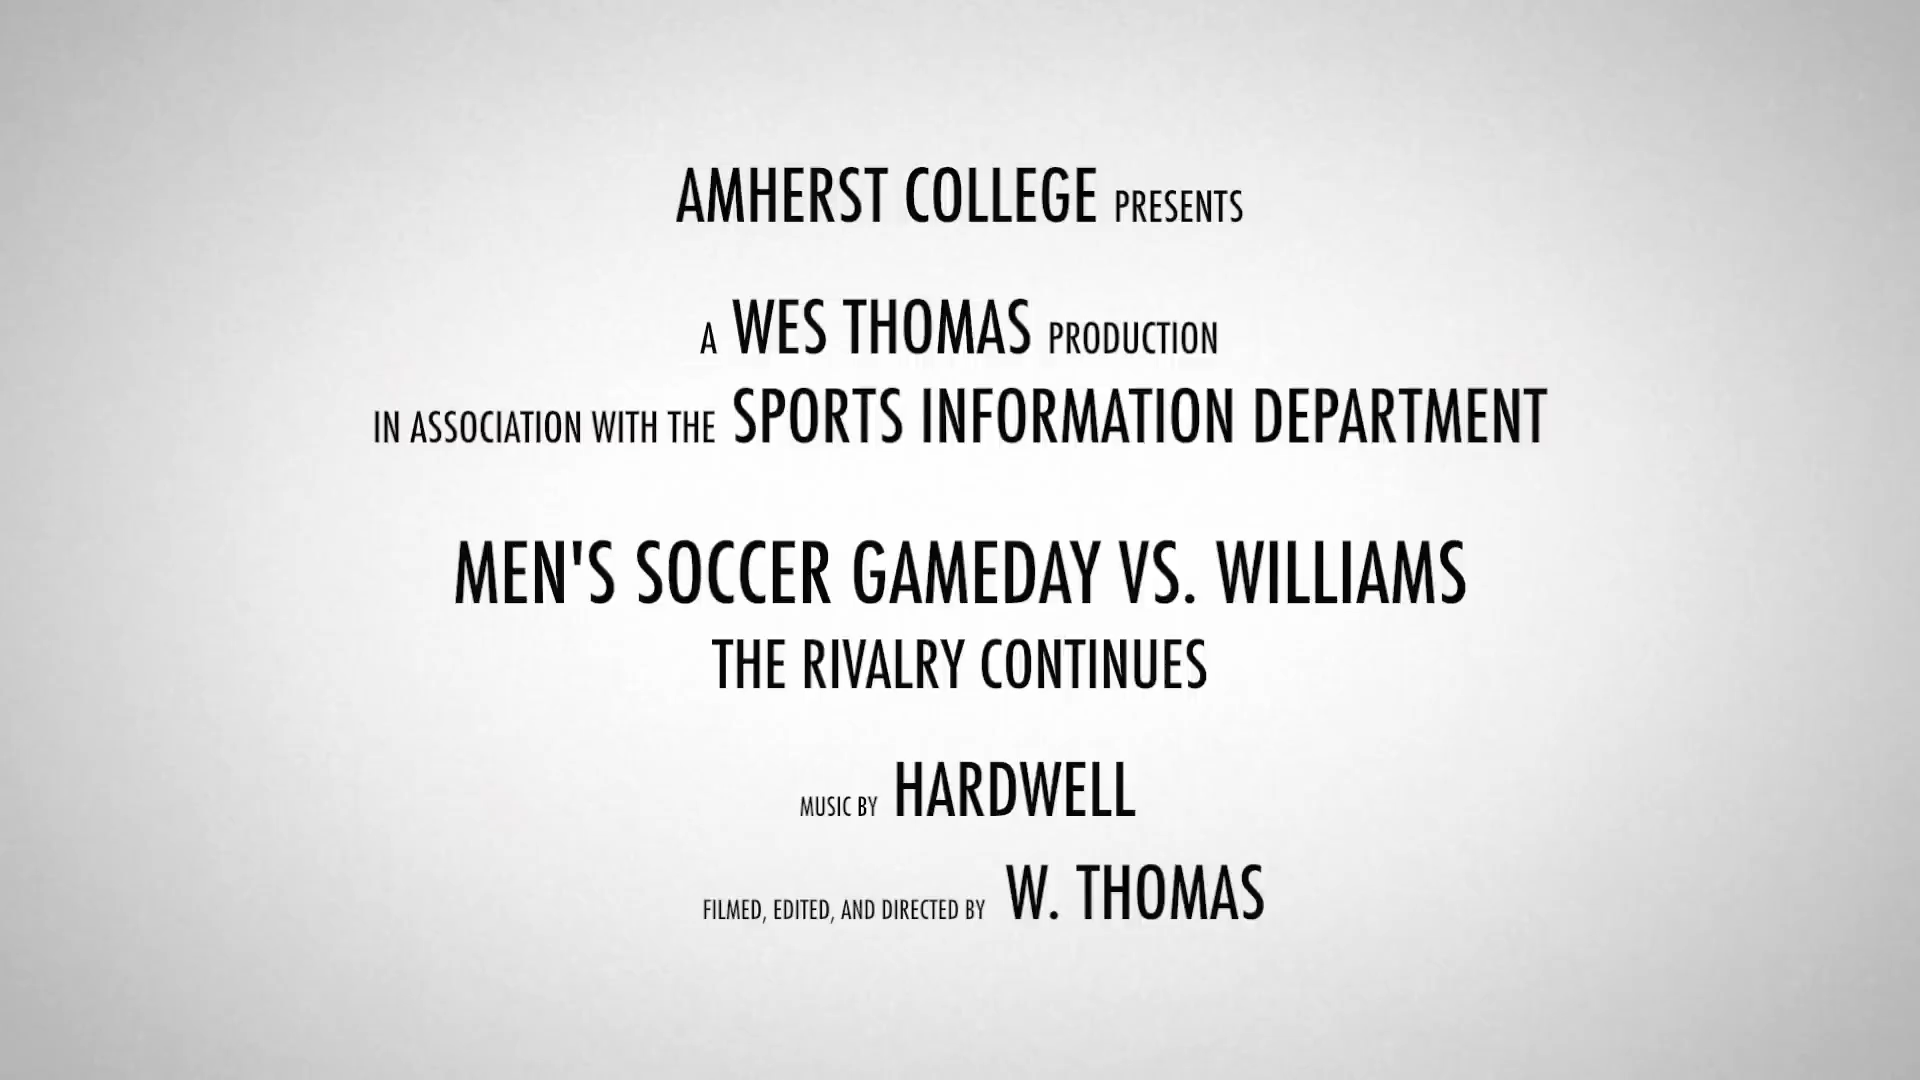 AMHERST COLLEGE PRESENTS
A WES THOMAS PRODUCTION
IN ASSOCIATION WITH THE SPORTS INFORMATION DEPARTMENT
MEN'S SOCCER GAMEDAY VS. WILLIAMS
THE RIVALRY CONTINUES
MUSIC BY HARDWELL
FILMED, EDITED, AND DIRECTED BY W. THOMAS